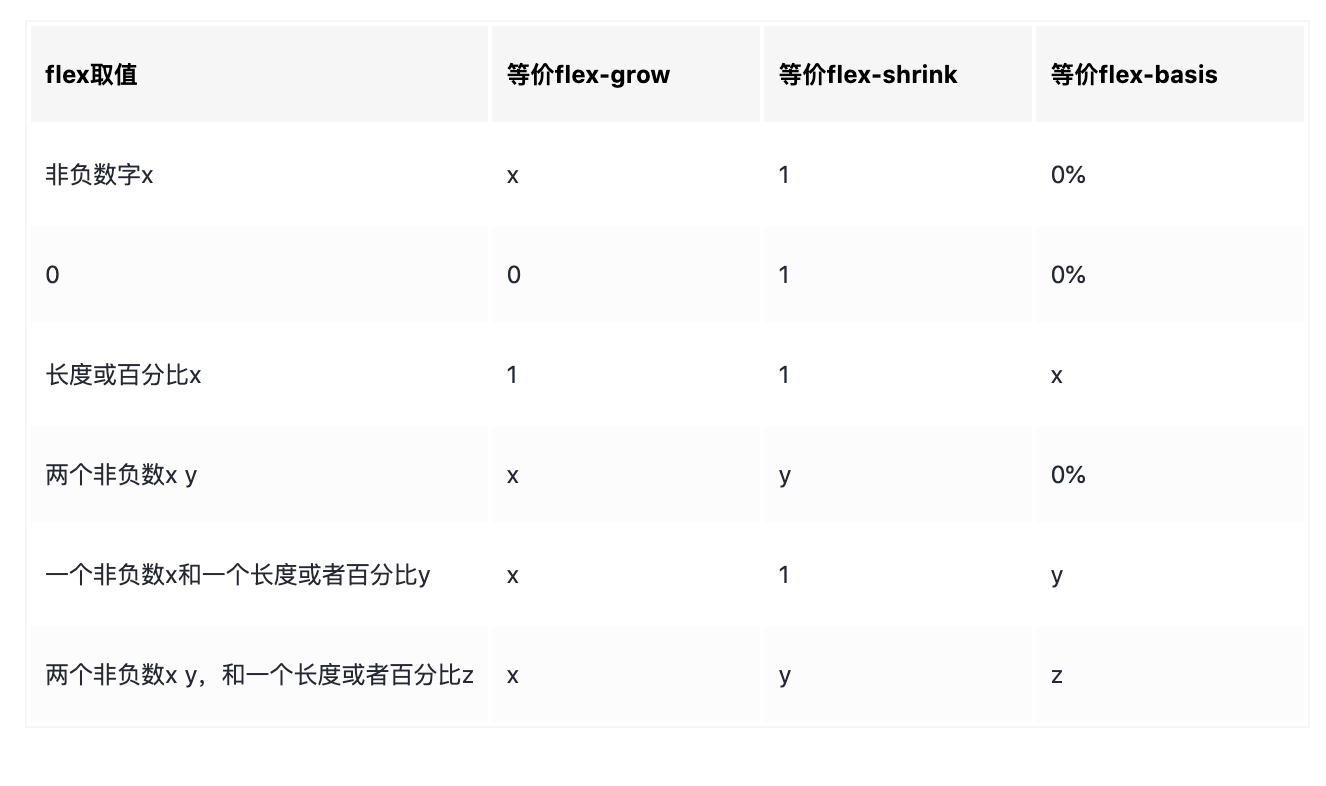 flex取值 等价flex-grow 等价flex-shrink 等价flex-basis
非负数字x x 1 0%
0 0 1 0%
长度或百分比x 1 1 x
两个非负数x y x y 0%
一个非负数x和一个长度或者百分比y x 1 y
两个非负数x y，和一个长度或者百分比z x y z